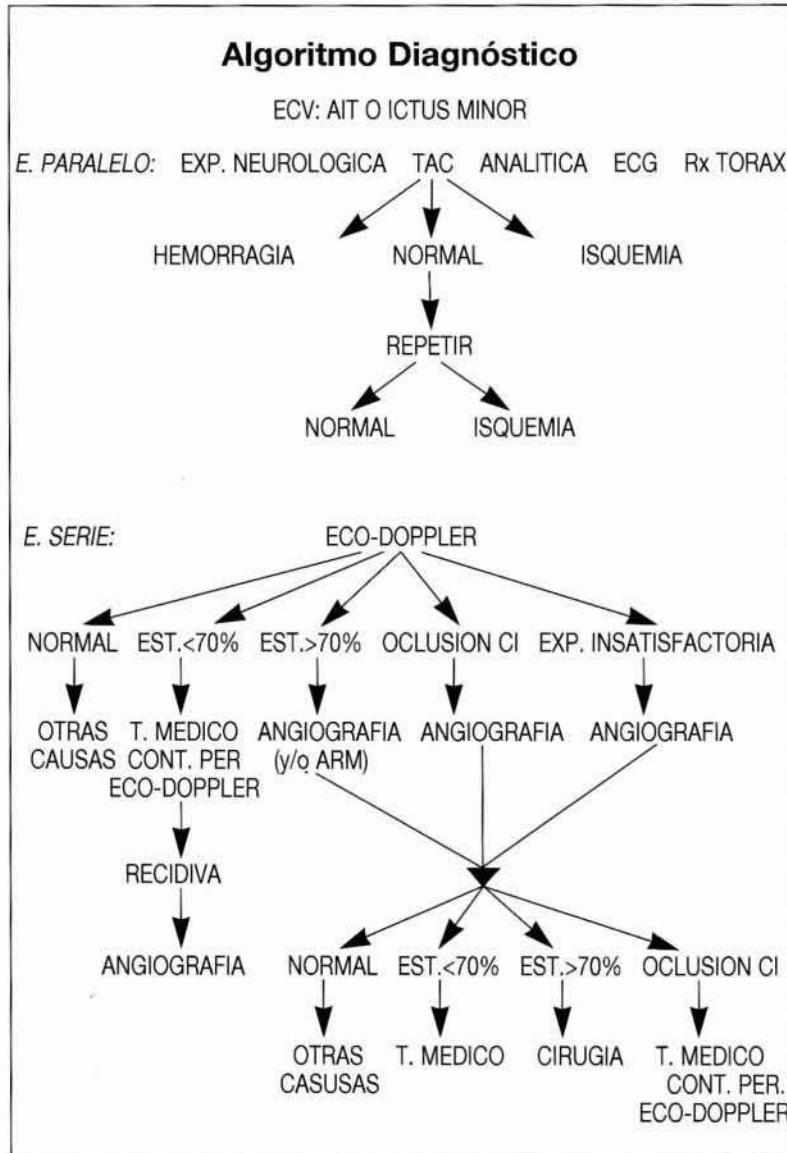 Algoritmo Diagnóstico
ECV: AIT O ICTUS MINOR
E. PARALELO: EXP. NEUROLOGICA TAC ANALITICA ECG Rx TORAX
HEMORRAGIA NORMAL ISQUEMIA
REPETIR
NORMAL ISQUEMIA
E. SERIE: ECO-DOPPLER
NORMAL EST.<70% EST.>70% OCLUSION CI EXP. INSATISFACTORIA
OTRAS T. MEDICO ANGIOGRAFIA ANGIOGRAFIA ANGIOGRAFIA
CAUSAS CONT. PER (y/o ARM)
ECO-DOPPLER
RECIDIVA
ANGIOGRAFIA NORMAL EST.<70% EST.>70% OCLUSION CI
OTRAS T. MEDICO CIRUGIA T. MEDICO
CASUSAS CONT. PER.
ECO-DOPPLER